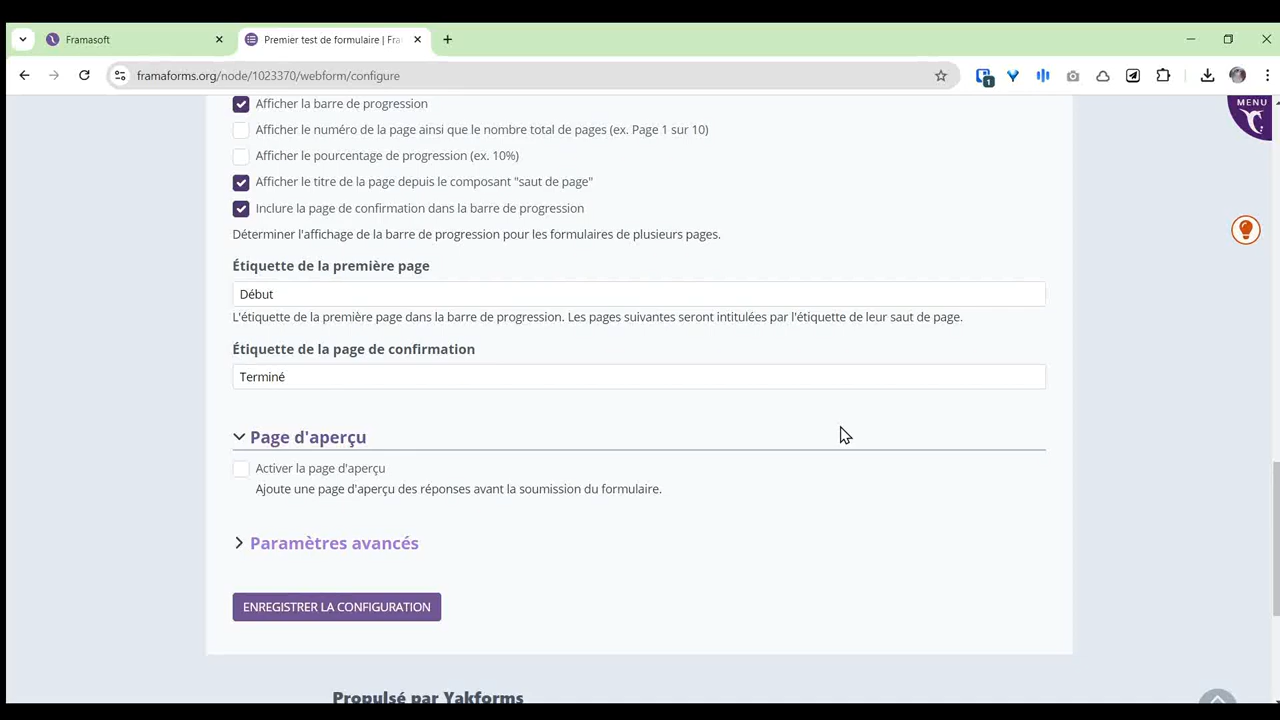 Framasoft
Premier test de formulaire | Fra
framaforms.org/node/1023370/webform/configure
1
MENU
Afficher la barre de progression
Afficher le numéro de la page ainsi que le nombre total de pages (ex. Page 1 sur 10)
Afficher le pourcentage de progression (ex. 10%)
Afficher le titre de la page depuis le composant "saut de page"
Inclure la page de confirmation dans la barre de progression
Déterminer l'affichage de la barre de progression pour les formulaires de plusieurs pages.
Étiquette de la première page
Début
L'étiquette de la première page dans la barre de progression. Les pages suivantes seront intitulées par l'étiquette de leur saut de page.
Étiquette de la page de confirmation
Terminé
Page d'aperçu
Activer la page d'aperçu
Ajoute une page d'aperçu des réponses avant la soumission du formulaire.
Paramètres avancés
ENREGISTRER LA CONFIGURATION
Propulsé par Yakforms